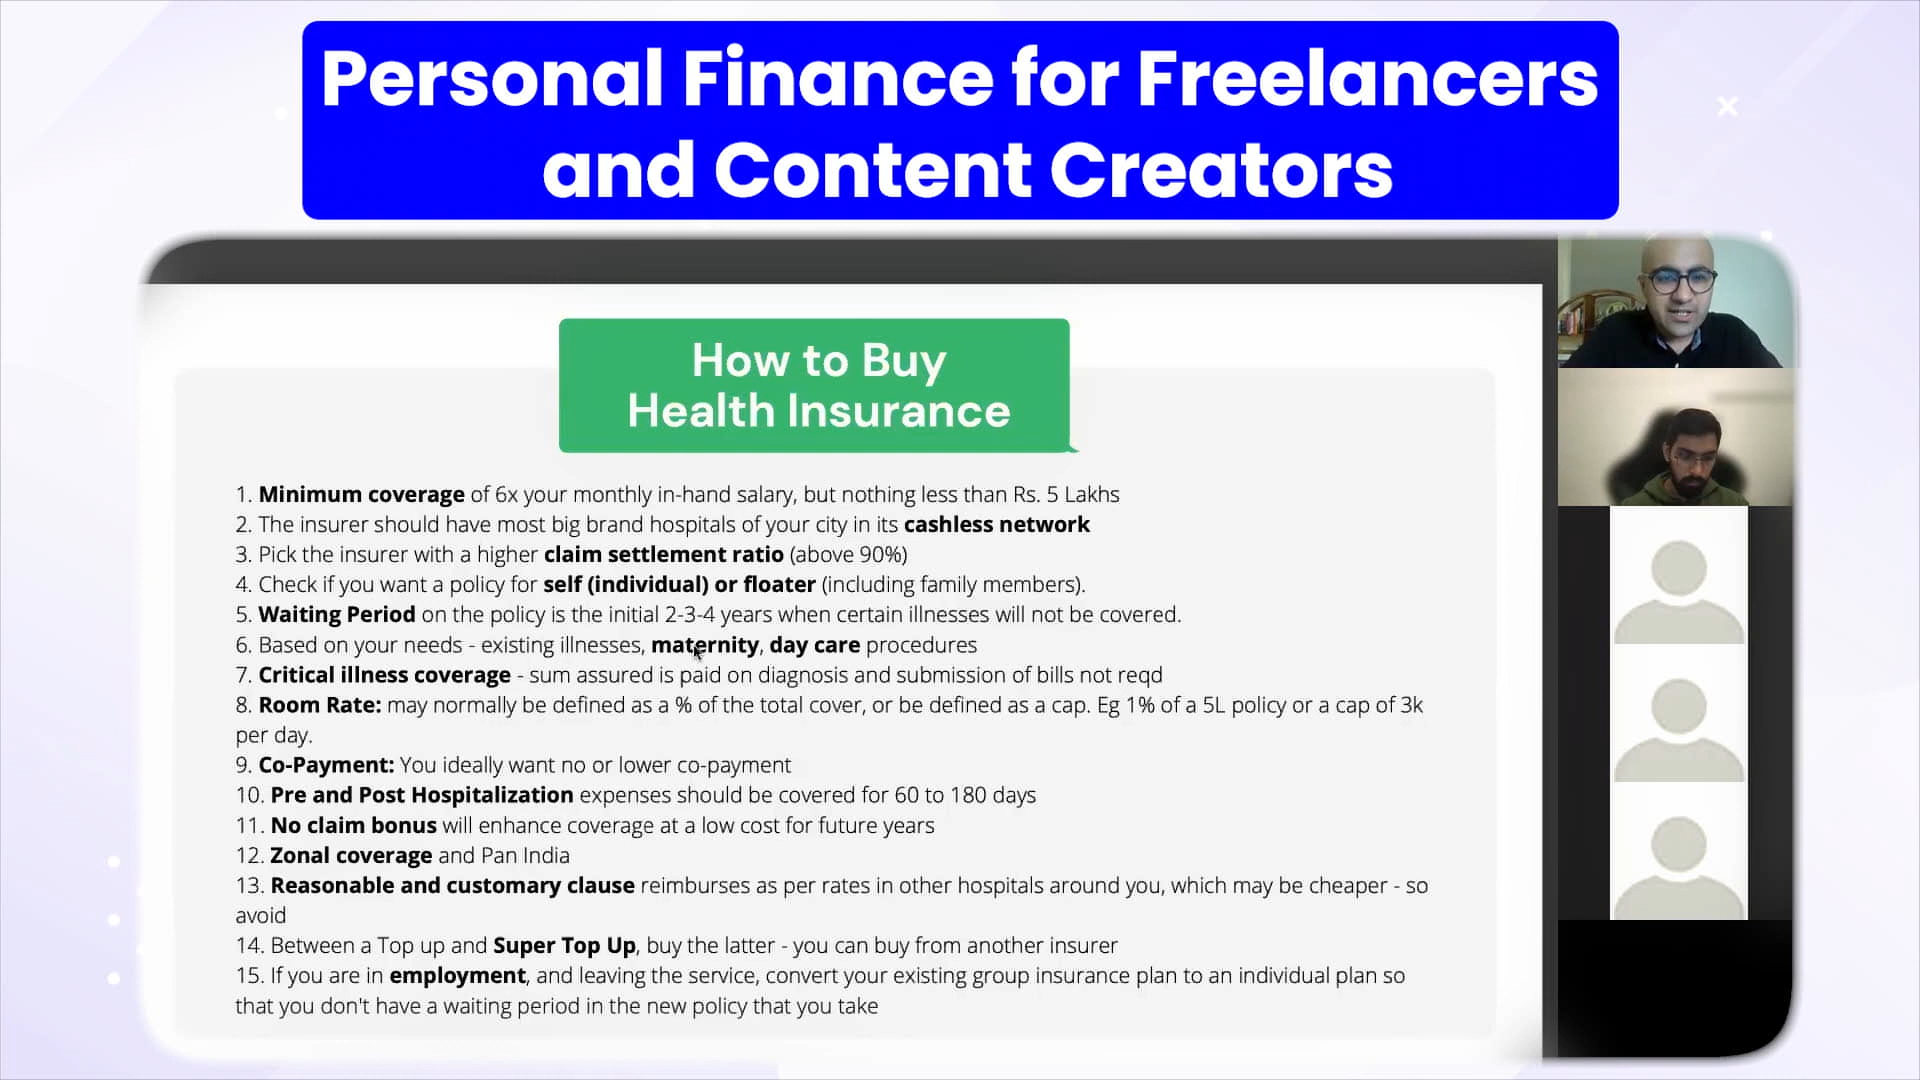 Personal Finance for Freelancers
and Content Creators
How to Buy
Health Insurance
1. Minimum coverage of 6x your monthly in-hand salary, but nothing less than Rs. 5 Lakhs
2. The insurer should have most big brand hospitals of your city in its cashless network
3. Pick the insurer with a higher claim settlement ratio (above 90%)
4. Check if you want a policy for self (individual) or floater (including family members).
5. Waiting Period on the policy is the initial 2-3-4 years when certain illnesses will not be covered.
6. Based on your needs - existing illnesses, maternity, day care procedures
7. Critical illness coverage - sum assured is paid on diagnosis and submission of bills not reqd
8. Room Rate: may normally be defined as a % of the total cover, or be defined as a cap. Eg 1% of a 5L policy or a cap of 3k
per day.
9. Co-Payment: You ideally want no or lower co-payment
10. Pre and Post Hospitalization expenses should be covered for 60 to 180 days
11. No claim bonus will enhance coverage at a low cost for future years
12. Zonal coverage and Pan India
13. Reasonable and customary clause reimburses as per rates in other hospitals around you, which may be cheaper - so
avoid
14. Between a Top up and Super Top Up, buy the latter - you can buy from another insurer
15. If you are in employment, and leaving the service, convert your existing group insurance plan to an individual plan so
that you don't have a waiting period in the new policy that you take